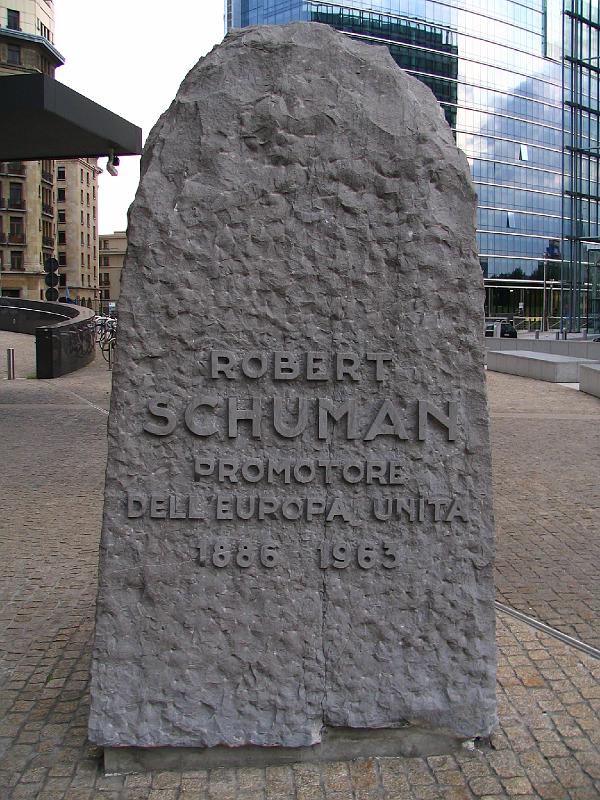 ROBERT
SCHUMAN
PROMOTORE
DELL'EUROPA UNITA
1886 1963